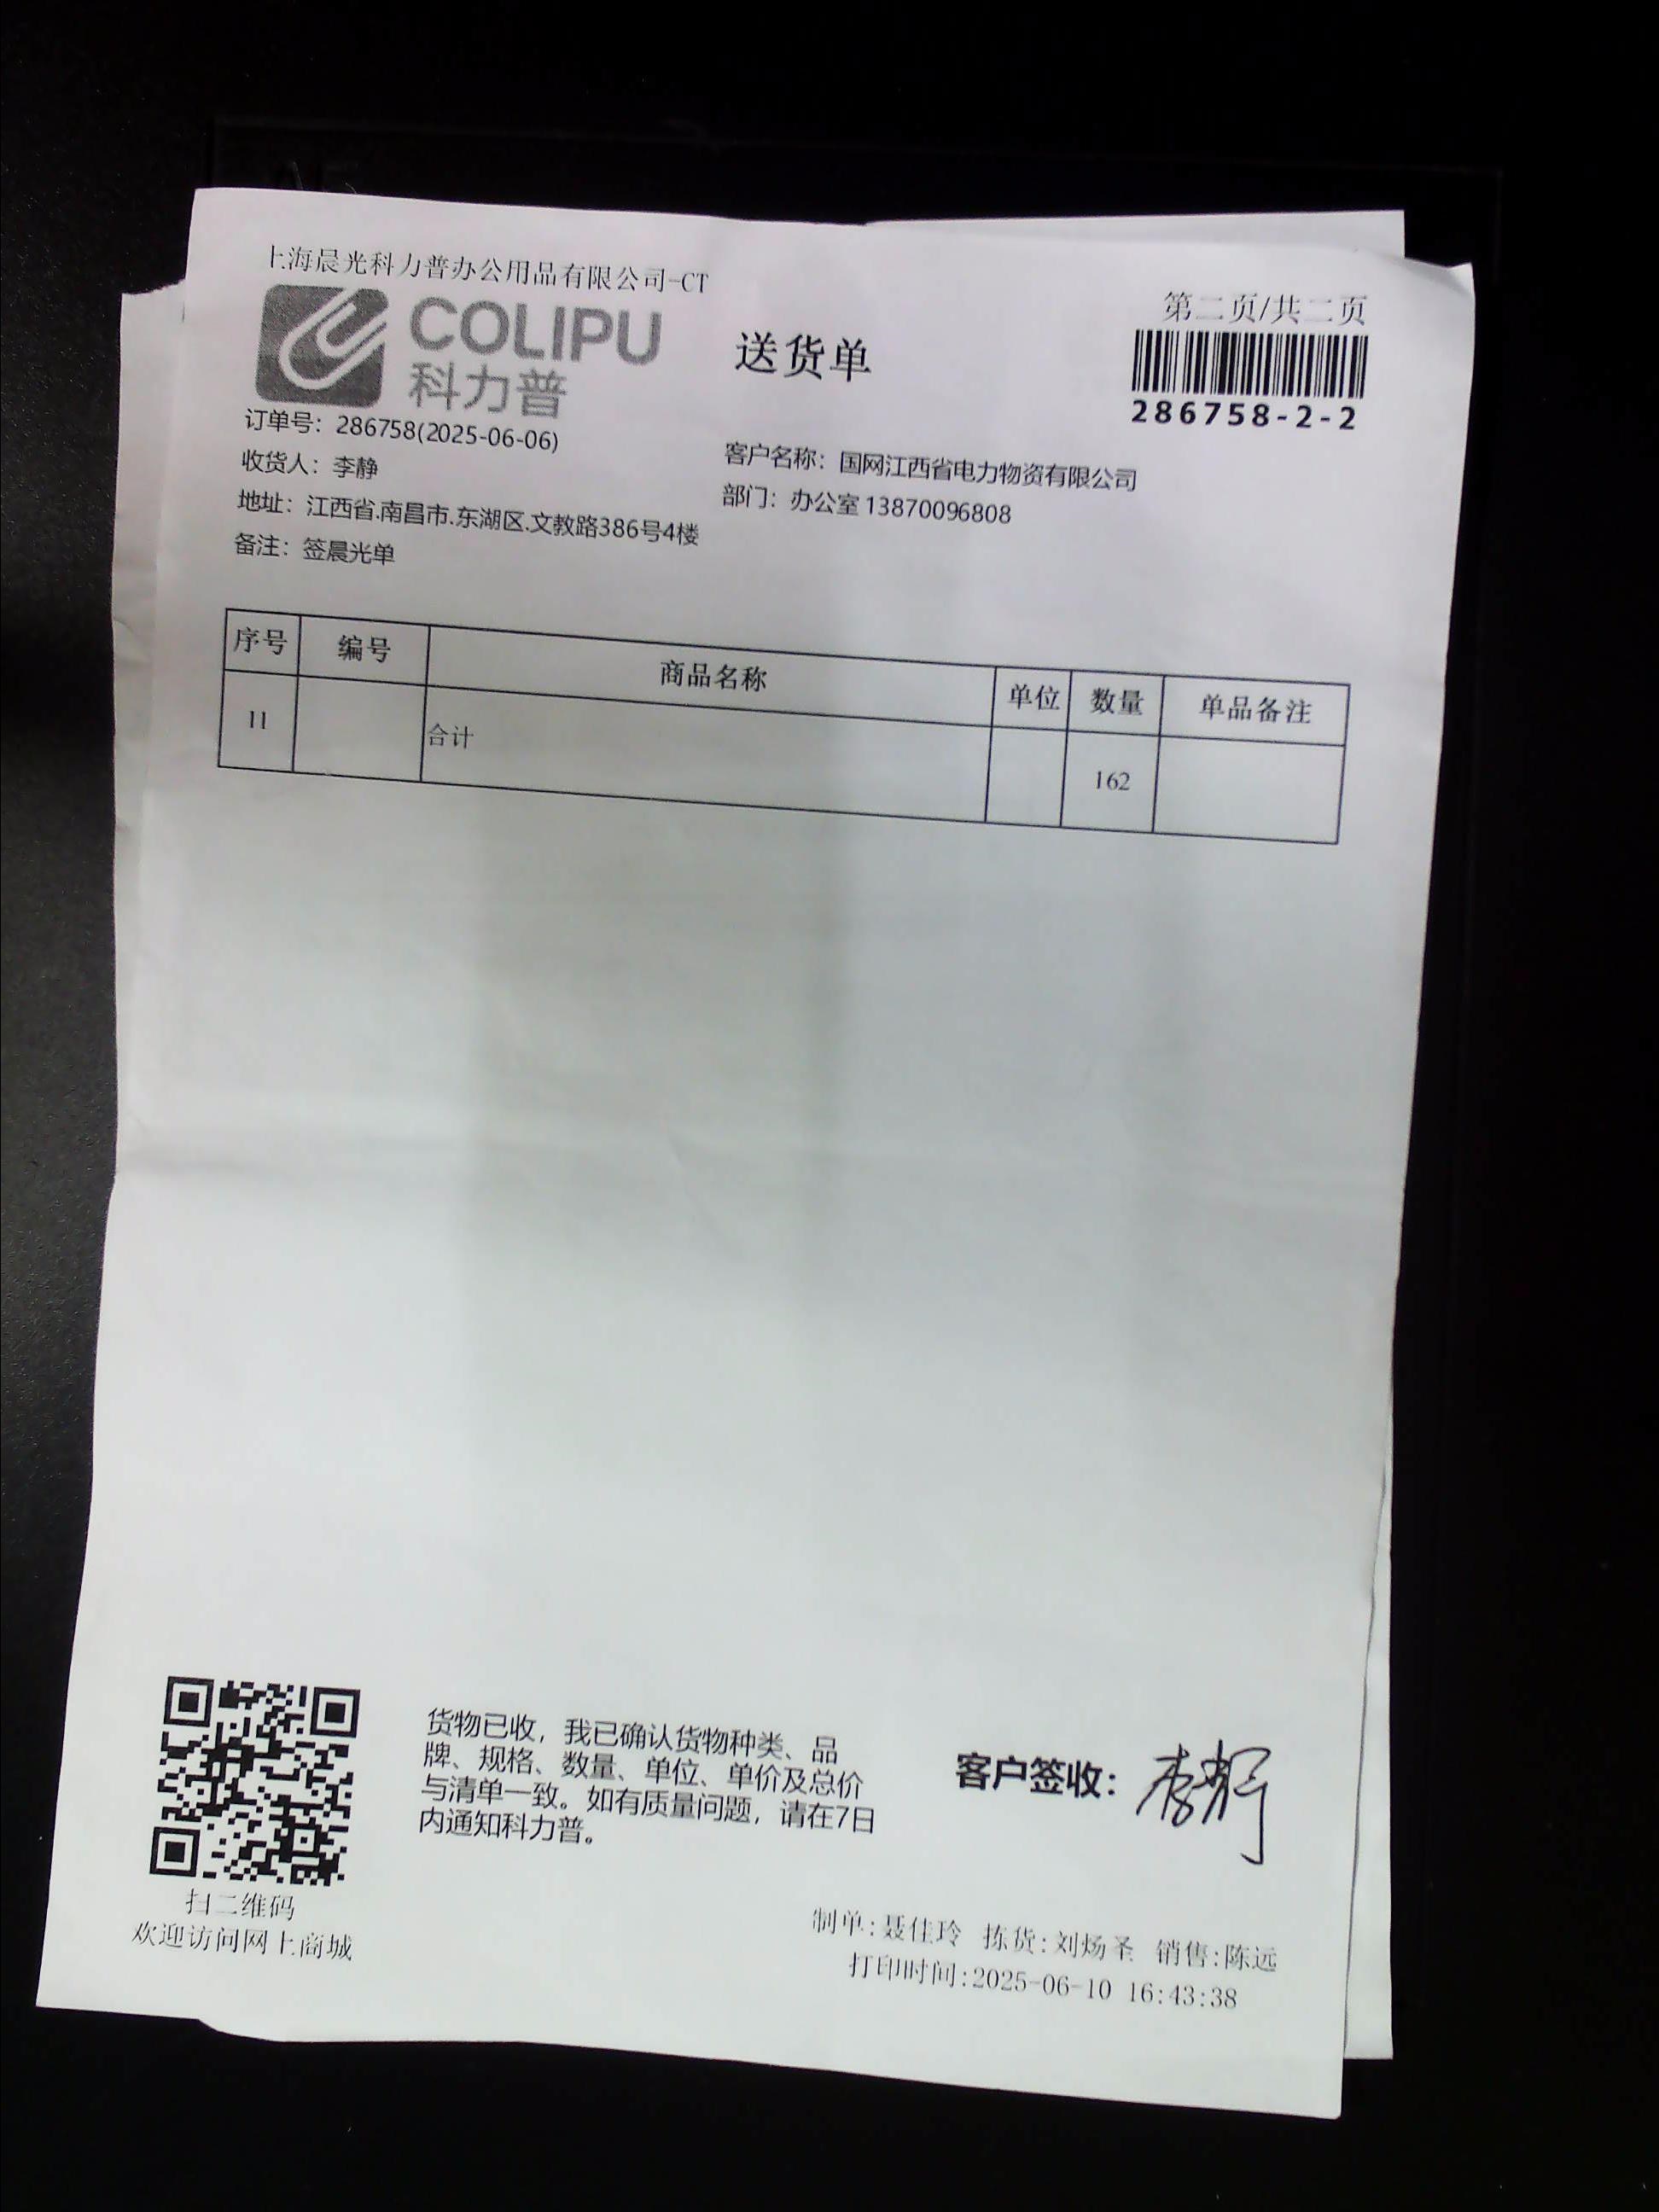 上海晨光科力普办公用品有限公司-CT
COLIPU
科力普
送货单
第二页/共二页
286758-2-2
订单号：286758(2025-06-06)
收货人：李静
客户名称：国网江西省电力物资有限公司
地址：江西省.南昌市.东湖区.文教路386号4楼
部门：办公室 13870096808
备注：签晨光单
序号 编号 商品名称 单位 数量 单品备注
11 合计 162
货物已收，我已确认货物种类、品
牌、规格、数量、单位、单价及总价
与清单一致。如有质量问题，请在7日
内通知科力普。
客户签收：李静
扫二维码
欢迎访问网上商城
制单:聂佳玲 拣货:刘炀圣 销售:陈远
打印时间:2025-06-10 16:43:38